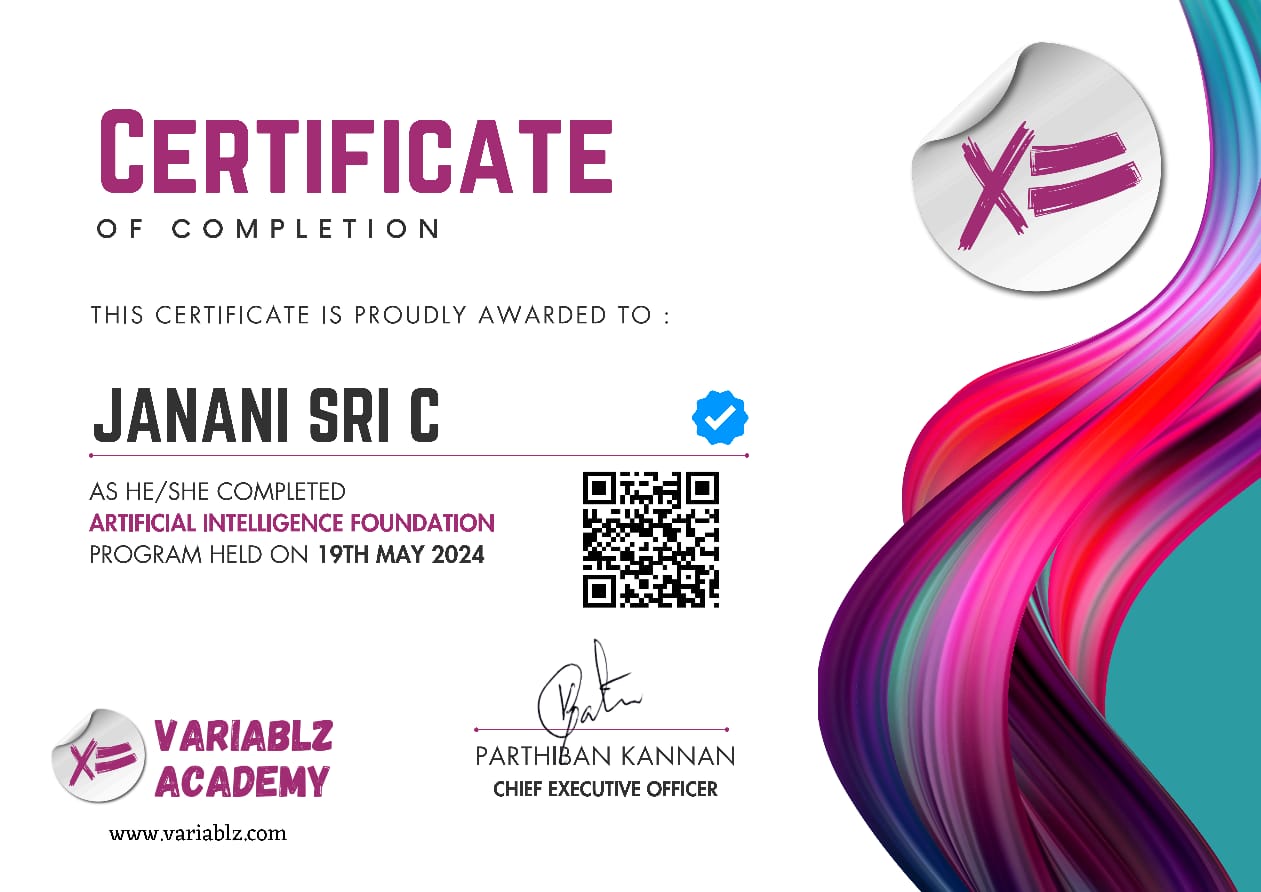 CERTIFICATE
OF COMPLETION
X=
THIS CERTIFICATE IS PROUDLY AWARDED TO :
JANANI SRI C
AS HE/SHE COMPLETED
ARTIFICIAL INTELLIGENCE FOUNDATION
PROGRAM HELD ON 19TH MAY 2024
PARTHIBAN KANNAN
CHIEF EXECUTIVE OFFICER
X=
VARIABLZ
ACADEMY
www.variablz.com